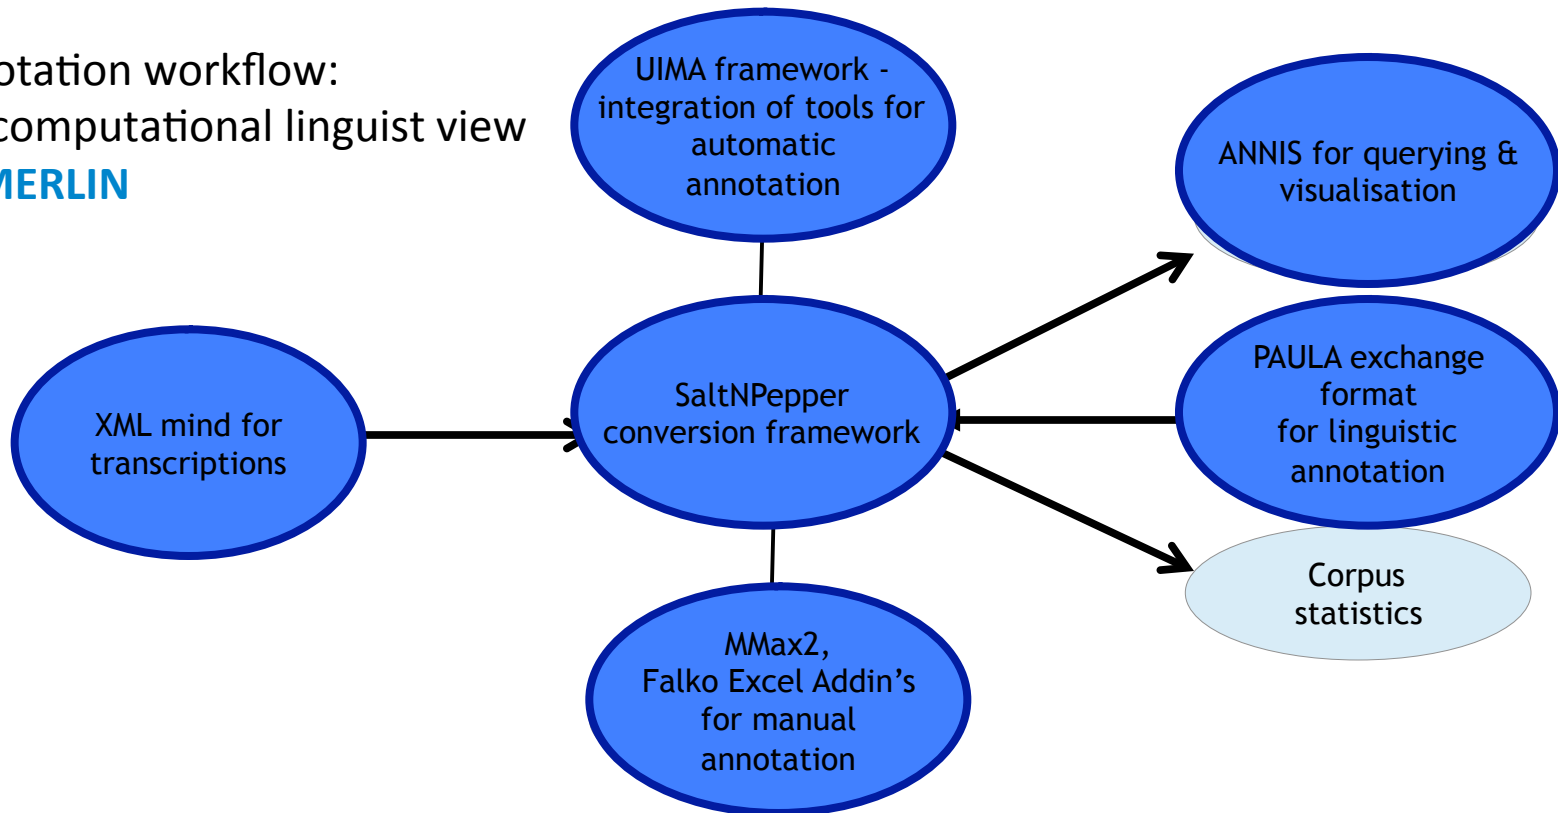 otation workflow:
computational linguist view
MERLIN
UIMA framework -
integration of tools for
automatic
annotation
ANNIS for querying &
visualisation
XML mind for
transcriptions
SaltNPepper
conversion framework
PAULA exchange
format
for linguistic
annotation
Corpus
statistics
MMax2,
Falko Excel Addin’s
for manual
annotation